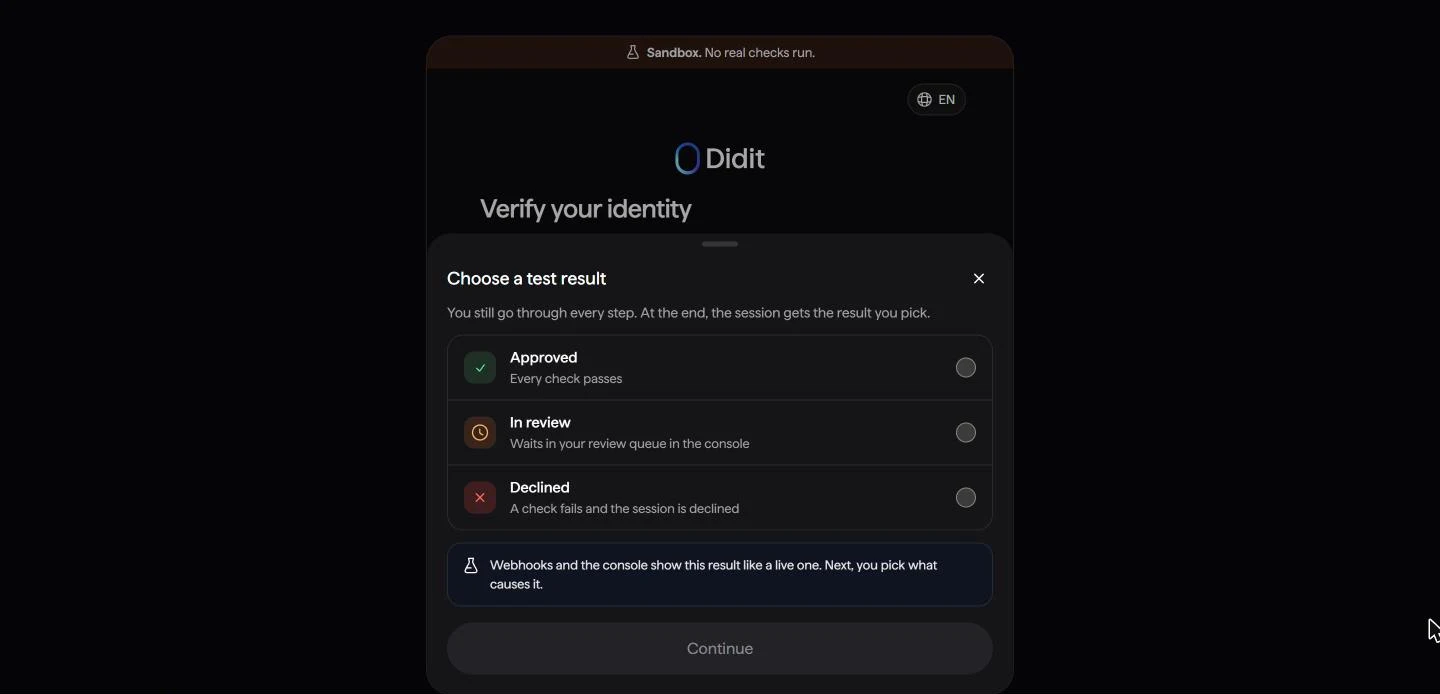 Sandbox. No real checks run.
EN
Didit
Verify your identity
Choose a test result
You still go through every step. At the end, the session gets the result you pick.
Approved
Every check passes
In review
Waits in your review queue in the console
Declined
A check fails and the session is declined
Webhooks and the console show this result like a live one. Next, you pick what
causes it.
Continue